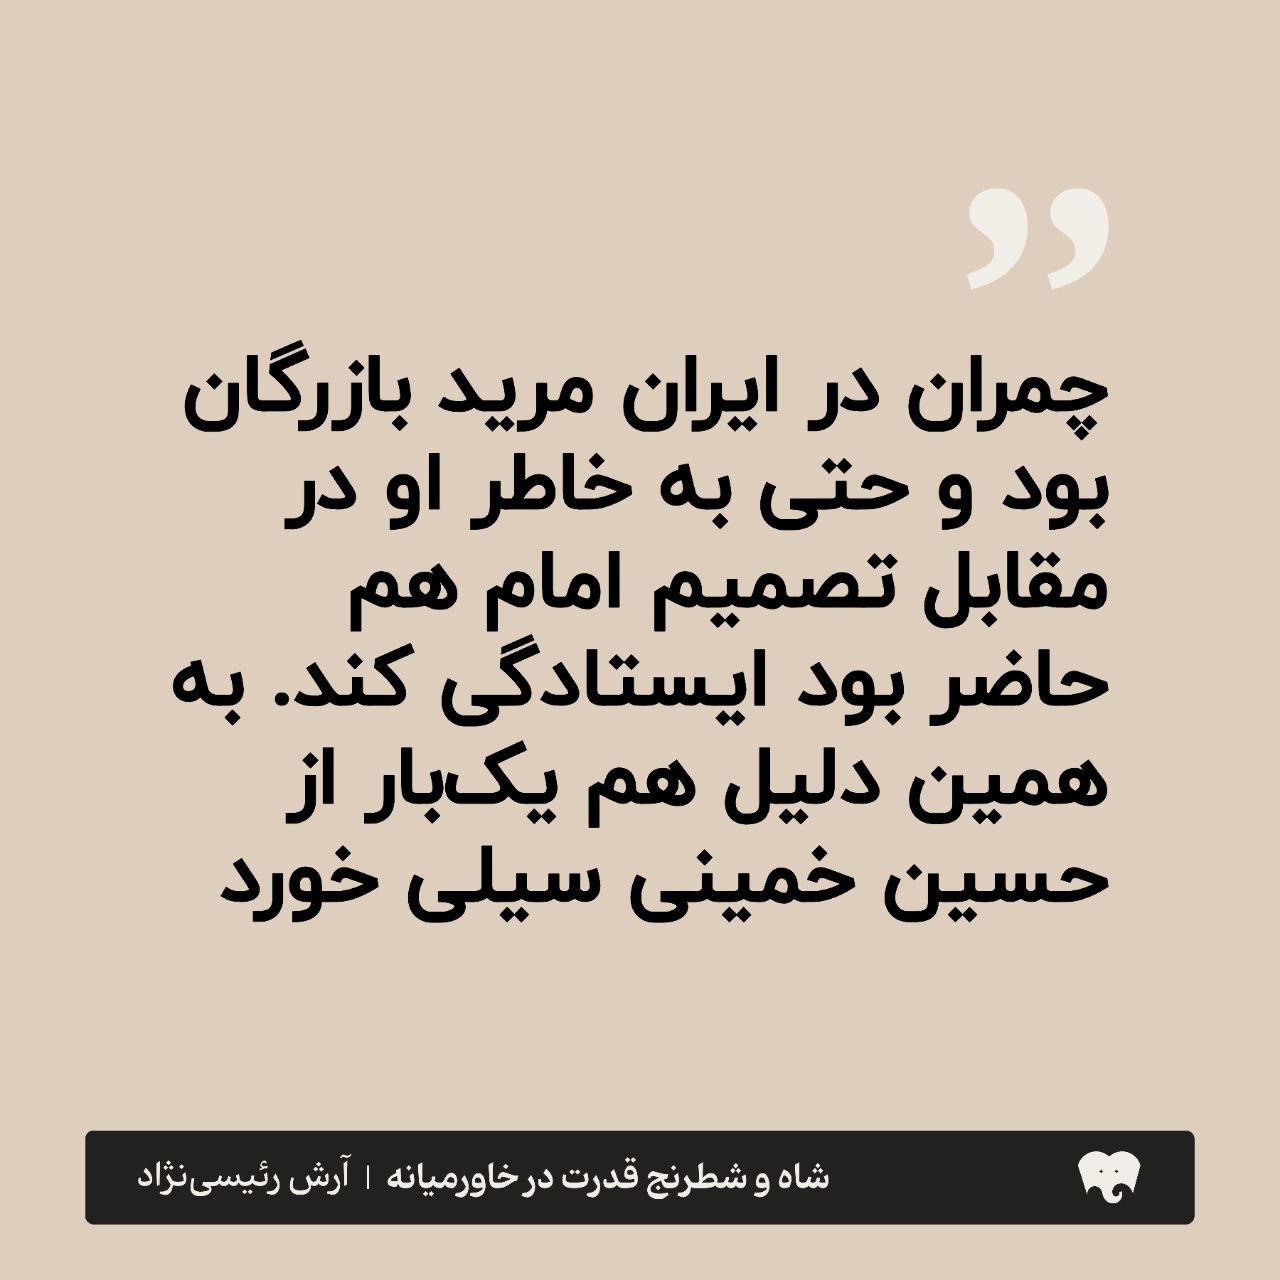 ”
چمران در ایران مرید بازرگان
بود و حتی به خاطر او در
مقابل تصمیم امام هم
حاضر بود ایستادگی کند. به
همین دلیل هم یک‌بار از
حسین خمینی سیلی خورد
شاه و شطرنج قدرت در خاورمیانه | آرش رئیسی‌نژاد